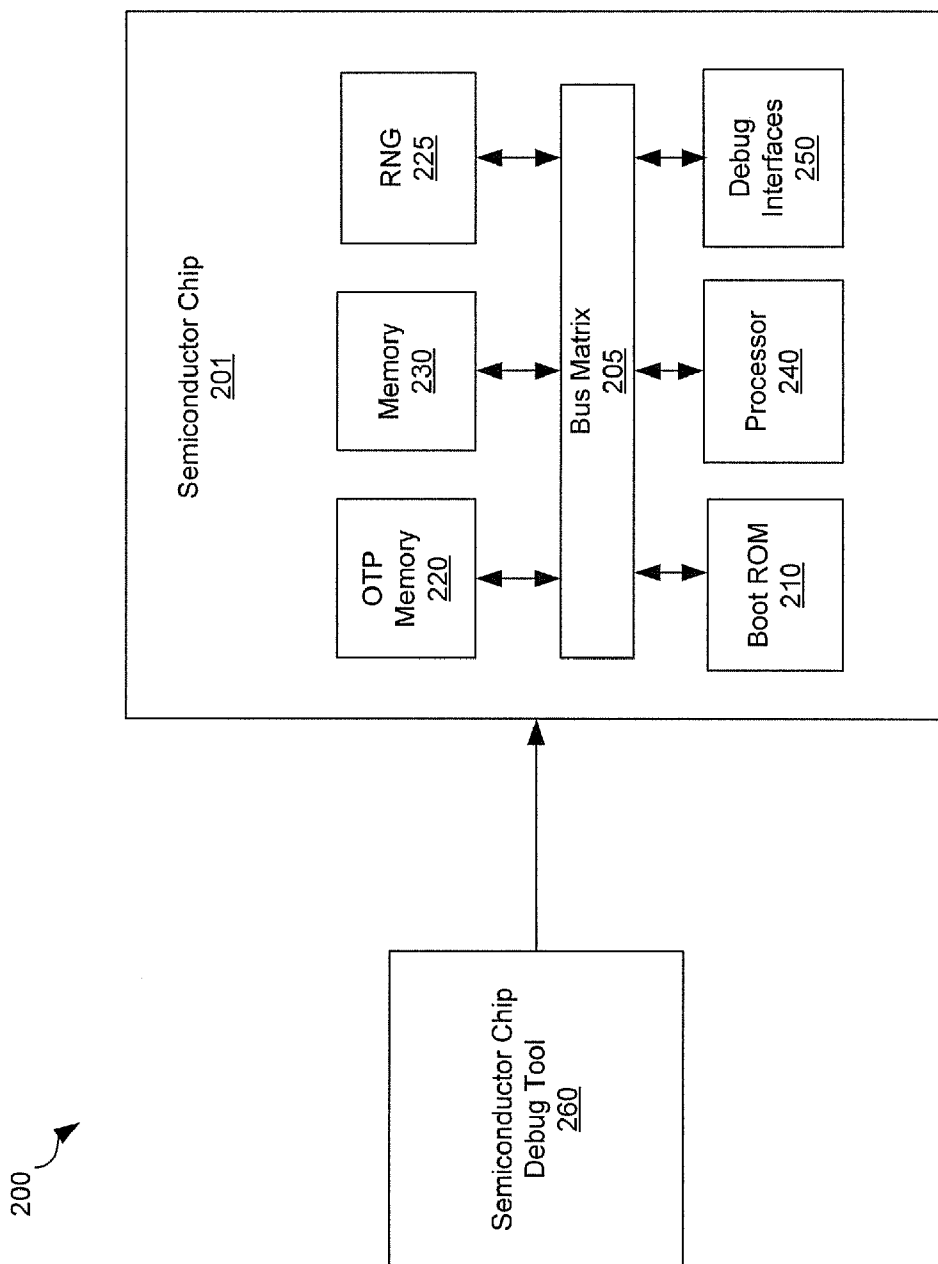 200
Semiconductor Chip
Debug Tool
260
Semiconductor Chip
201
OTP
Memory
220
Memory
230
RNG
225
Bus Matrix
205
Boot ROM
210
Processor
240
Debug
Interfaces
250